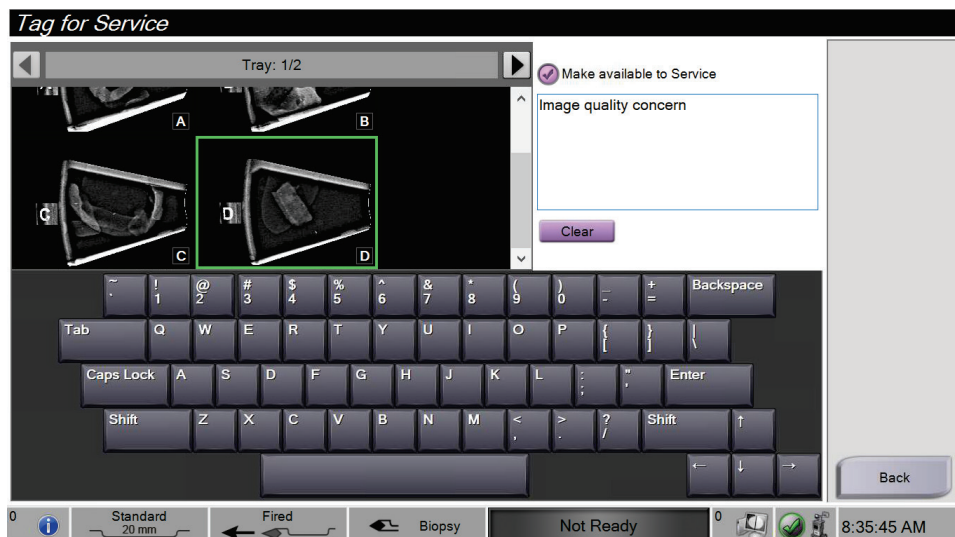 Tag for Service
Tray: 1/2
Make available to Service
Image quality concern
A
B
C
C
D
D
Clear
~ ` ! 1 @ 2 # 3 $ 4 % 5 ^ 6 & 7 * 8 ( 9 ) 0 _ - + = Backspace
Tab Q W E R T Y U I O P { [ } ] | \
Caps Lock A S D F G H J K L : ; " ' Enter
Shift Z X C V B N M < , > . ? / Shift ↑
← ↓ →
Back
0 Standard 20 mm Fired Biopsy Not Ready 0 8:35:45 AM